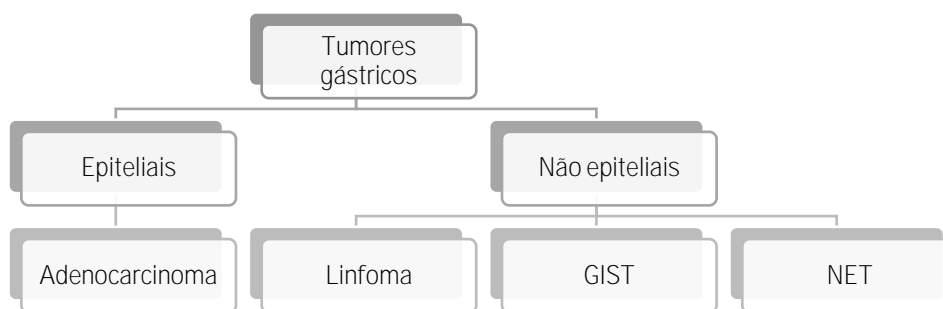 Tumores
gástricos
Epiteliais
Não epiteliais
Adenocarcinoma
Linfoma
GIST
NET